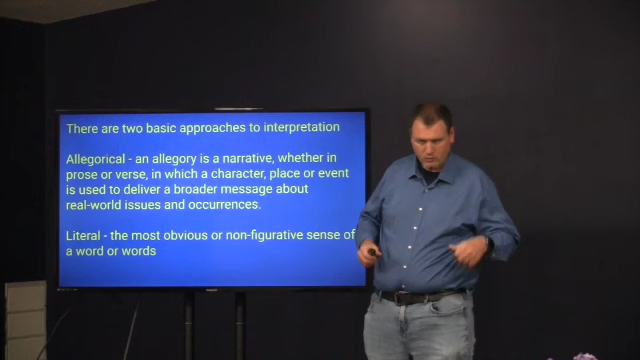 There are two basic approaches to interpretation
Allegorical - an allegory is a narrative, whether in
prose or verse, in which a character, place or event
is used to deliver a broader message about
real-world issues and occurrences.
Literal - the most obvious or non-figurative sense of
a word or words